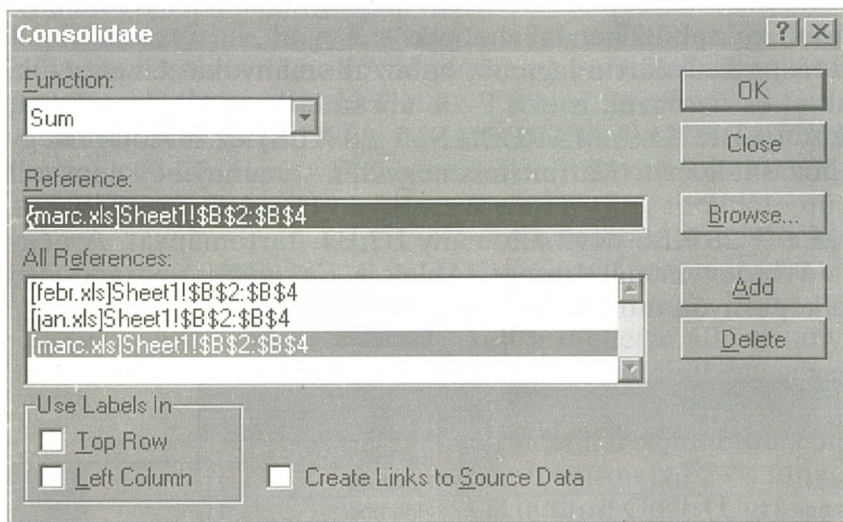 Consolidate
Function:
Sum
Reference:
[marc.xls]Sheet1!$B$2:$B$4
All References:
[febr.xls]Sheet1!$B$2:$B$4
[jan.xls]Sheet1!$B$2:$B$4
[marc.xls]Sheet1!$B$2:$B$4
Use Labels In
Top Row
Left Column
Create Links to Source Data
OK
Close
Browse...
Add
Delete